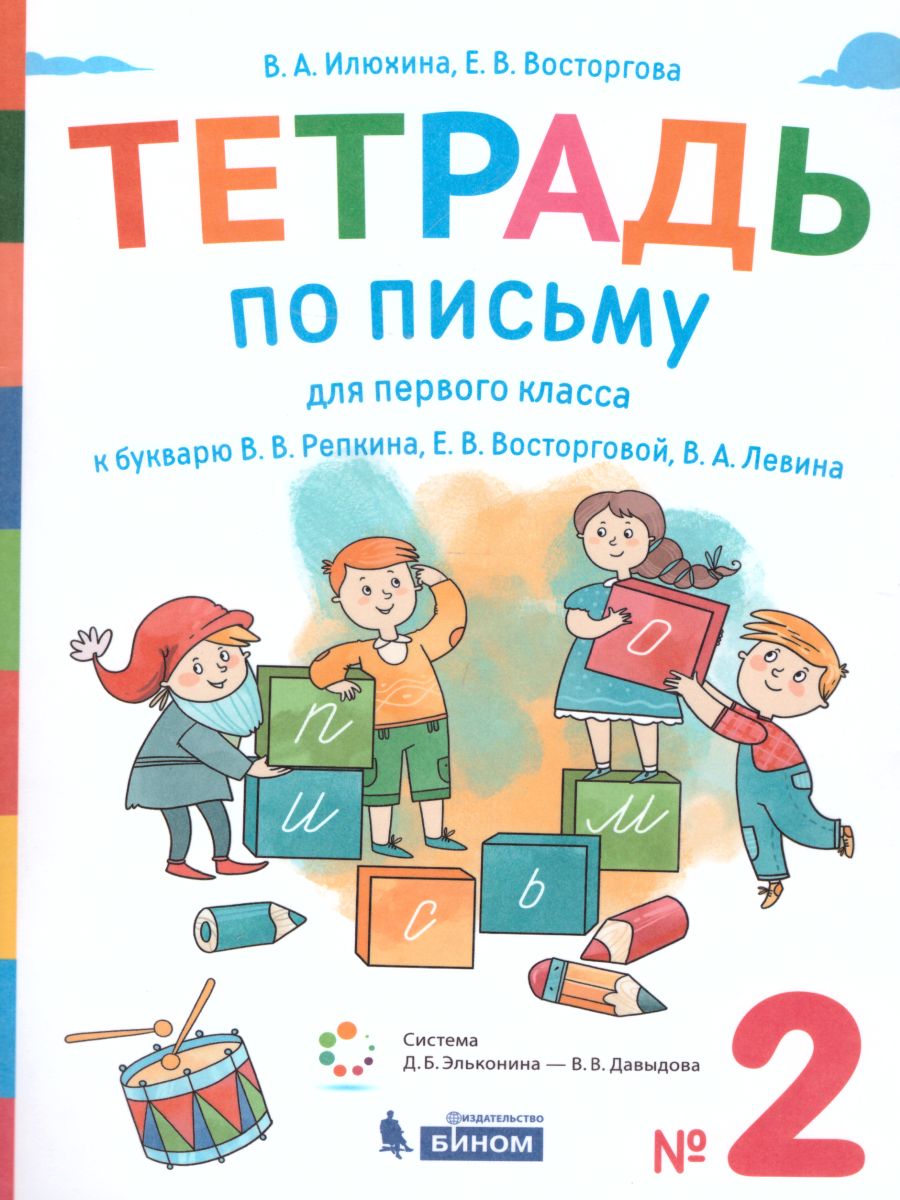 В. А. Илюхина, Е. В. Восторгова
ТЕТРАДЬ
ПО ПИСЬМУ
для первого класса
к букварю В. В. Репкина, Е. В. Восторговой, В. А. Левина
п
о
и
м
ь
с
Система
Д. Б. Эльконина — В. В. Давыдова
ИЗДАТЕЛЬСТВО
БИНОМ
№ 2